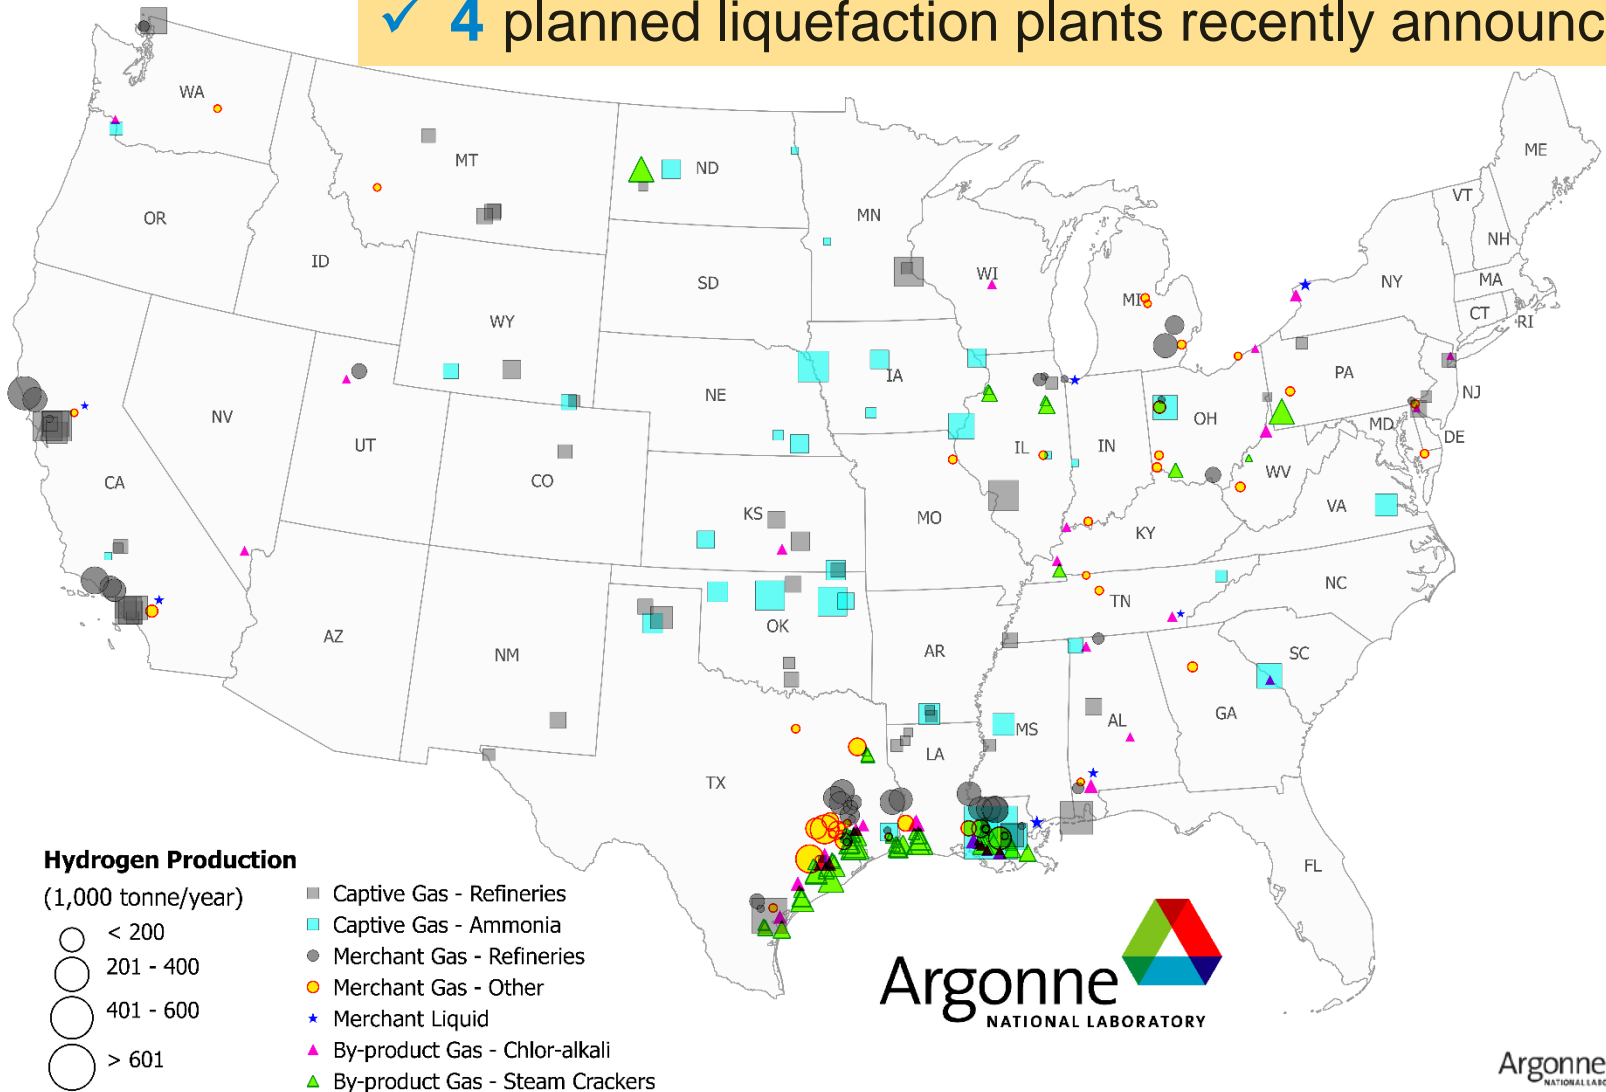 ✓ 4 planned liquefaction plants recently announc
WA
MT
ND
MN
ME
VT
NH
OR
ID
SD
WI
MI
NY
MA
CT
RI
WY
IA
NE
PA
NJ
NV
UT
CO
IL
IN
OH
MD
DE
CA
KS
MO
WV
VA
KY
AZ
NM
OK
AR
TN
NC
SC
TX
LA
MS
AL
GA
FL
Hydrogen Production
(1,000 tonne/year)
< 200
201 - 400
401 - 600
> 601
Captive Gas - Refineries
Captive Gas - Ammonia
Merchant Gas - Refineries
Merchant Gas - Other
Merchant Liquid
By-product Gas - Chlor-alkali
By-product Gas - Steam Crackers
Argonne
NATIONAL LABORATORY
Argonne
NATIONAL LAB